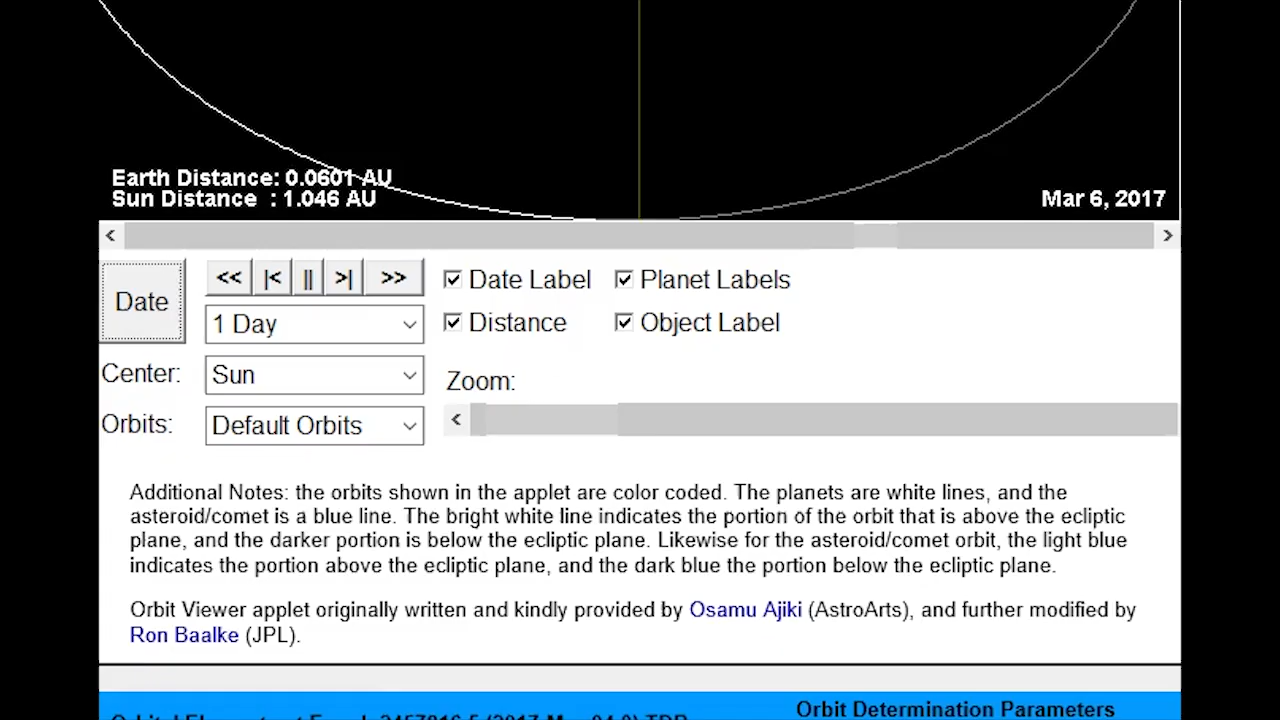 Earth Distance: 0.0601 AU
Sun Distance : 1.046 AU
Mar 6, 2017
Date
<< |< || >| >>
Date Label
Planet Labels
1 Day
Distance
Object Label
Center:
Sun
Zoom:
Orbits:
Default Orbits
Additional Notes: the orbits shown in the applet are color coded. The planets are white lines, and the
asteroid/comet is a blue line. The bright white line indicates the portion of the orbit that is above the ecliptic
plane, and the darker portion is below the ecliptic plane. Likewise for the asteroid/comet orbit, the light blue
indicates the portion above the ecliptic plane, and the dark blue the portion below the ecliptic plane.
Orbit Viewer applet originally written and kindly provided by Osamu Ajiki (AstroArts), and further modified by
Ron Baalke (JPL).
Orbit Determination Parameters